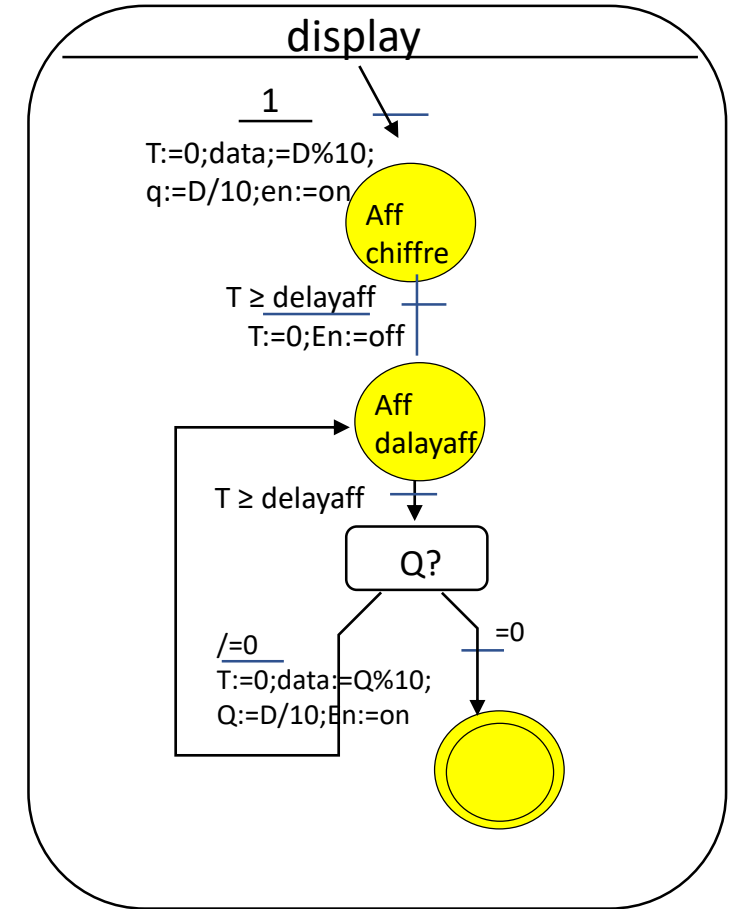 display
1
T:=0;data;=D%10;
q:=D/10;en:=on
Aff
chiffre
T ≥ delayaff
T:=0;En:=off
Aff
dalayaff
T ≥ delayaff
Q?
/=0
T:=0;data:=Q%10;
Q:=D/10;En:=on
=0